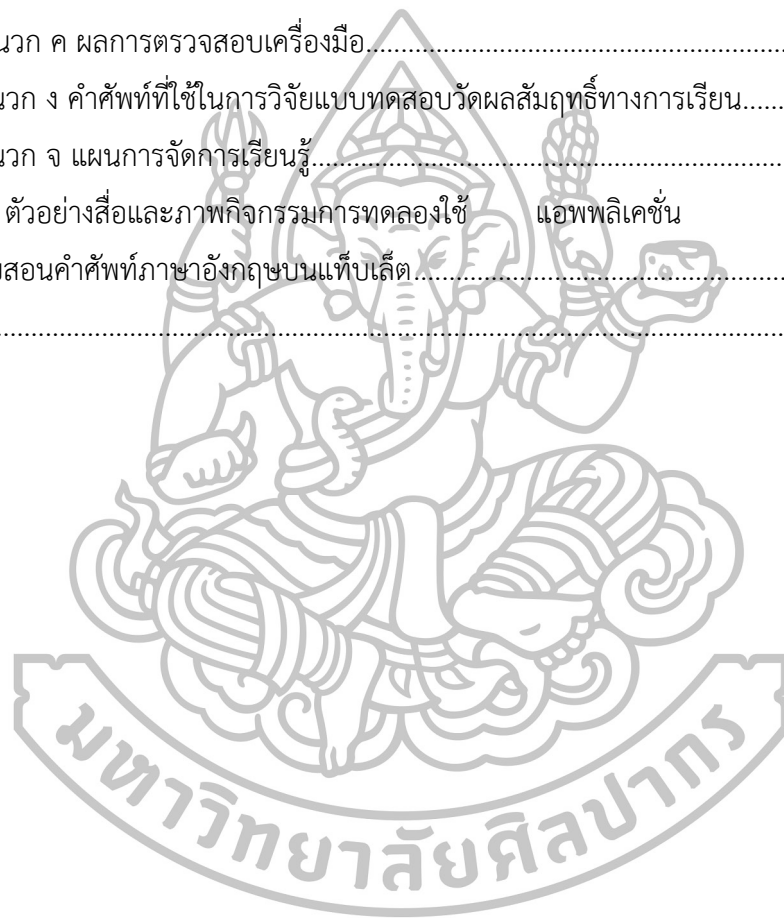 นวก ค ผลการตรวจสอบเครื่องมือ
นวก ง คำศัพท์ที่ใช้ในการวิจัยแบบทดสอบวัดผลสัมฤทธิ์ทางการเรียน
นวก จ แผนการจัดการเรียนรู้
ตัวอย่างสื่อและภาพกิจกรรมการทดลองใช้ แอพพลิเคชั่น
สอนคำศัพท์ภาษาอังกฤษบนแท็บเล็ต
มหาวิทยาลัยศิลปากร